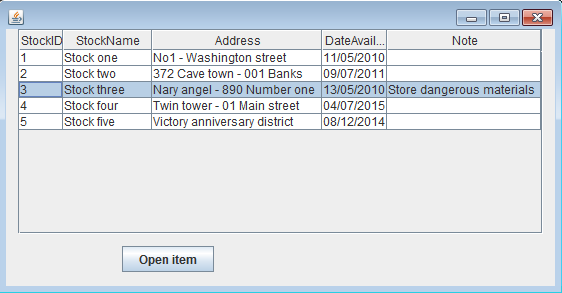 StockID StockName Address DateAvail... Note
1 Stock one No1 - Washington street 11/05/2010
2 Stock two 372 Cave town - 001 Banks 09/07/2011
3 Stock three Nary angel - 890 Number one 13/05/2010 Store dangerous materials
4 Stock four Twin tower - 01 Main street 04/07/2015
5 Stock five Victory anniversary district 08/12/2014
Open item